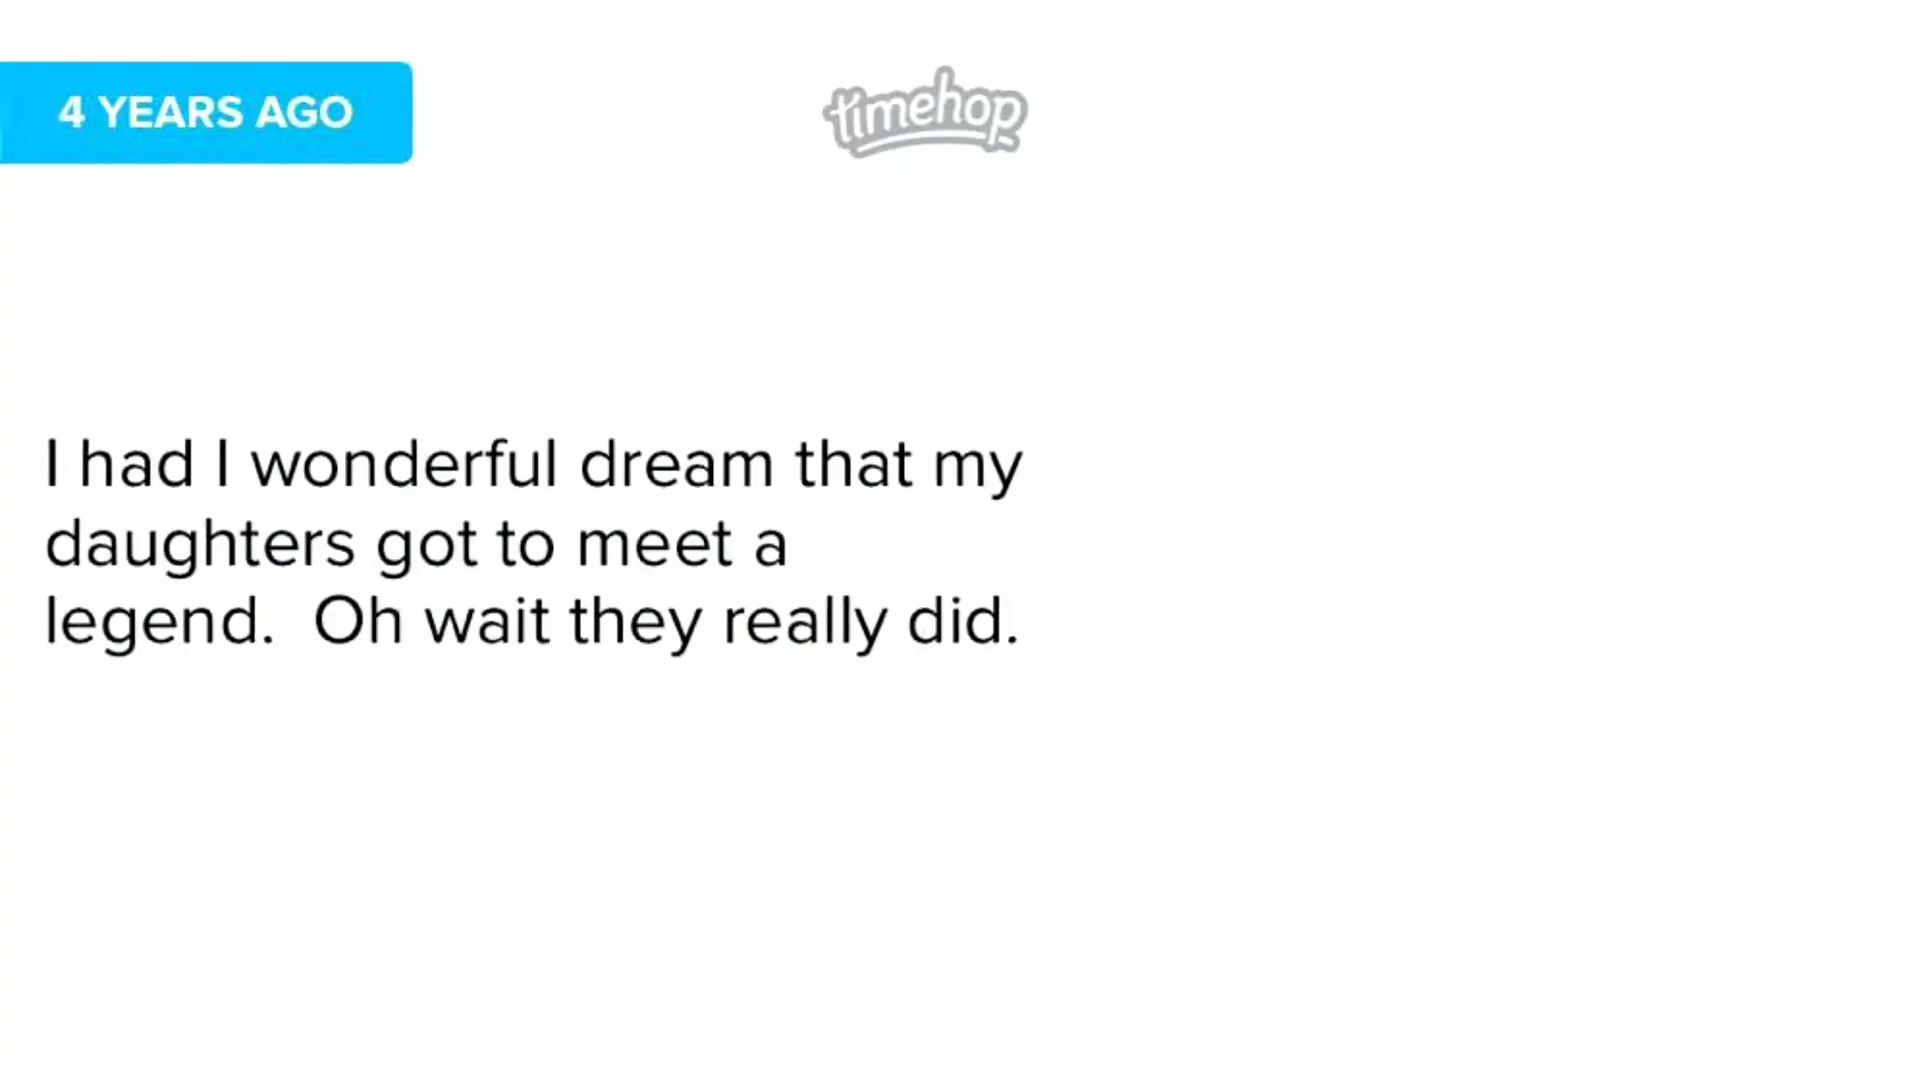 4 YEARS AGO
timehop
I had I wonderful dream that my
daughters got to meet a
legend.  Oh wait they really did.